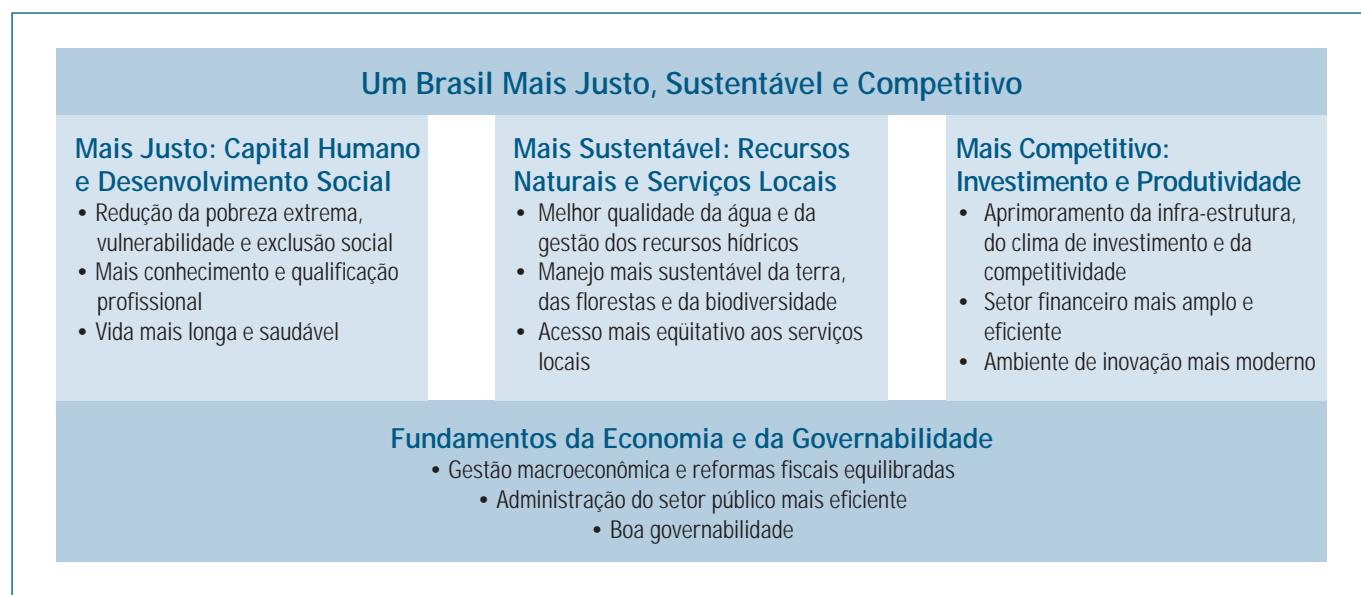 Um Brasil Mais Justo, Sustentável e Competitivo
Mais Justo: Capital Humano
e Desenvolvimento Social
• Redução da pobreza extrema,
vulnerabilidade e exclusão social
• Mais conhecimento e qualificação
profissional
• Vida mais longa e saudável
Mais Sustentável: Recursos
Naturais e Serviços Locais
• Melhor qualidade da água e da
gestão dos recursos hídricos
• Manejo mais sustentável da terra,
das florestas e da biodiversidade
• Acesso mais eqüitativo aos serviços
locais
Mais Competitivo:
Investimento e Produtividade
• Aprimoramento da infra-estrutura,
do clima de investimento e da
competitividade
• Setor financeiro mais amplo e
eficiente
• Ambiente de inovação mais moderno
Fundamentos da Economia e da Governabilidade
• Gestão macroeconômica e reformas fiscais equilibradas
• Administração do setor público mais eficiente
• Boa governabilidade